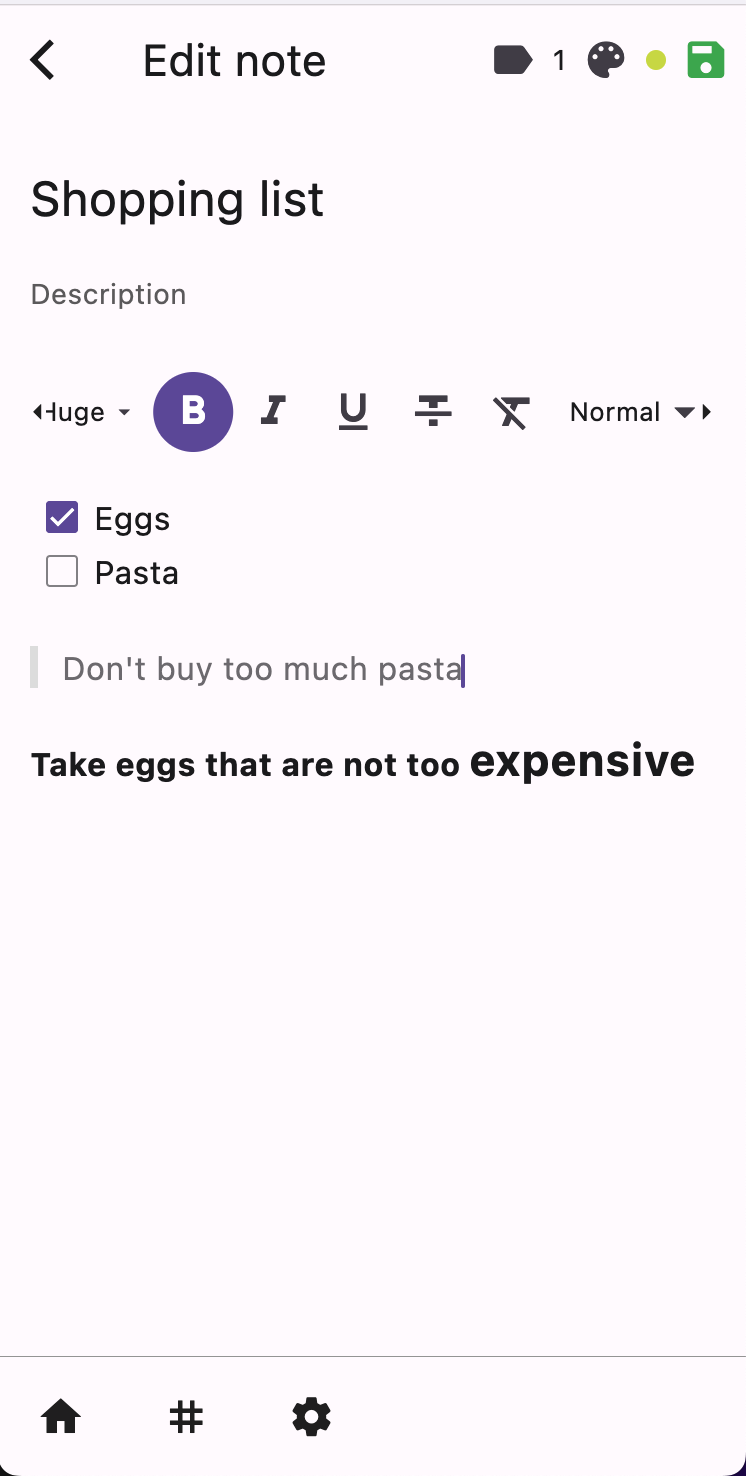 Edit note
1
Shopping list
Description
Huge B I U Normal
Eggs
Pasta
Don't buy too much pasta
Take eggs that are not too expensive